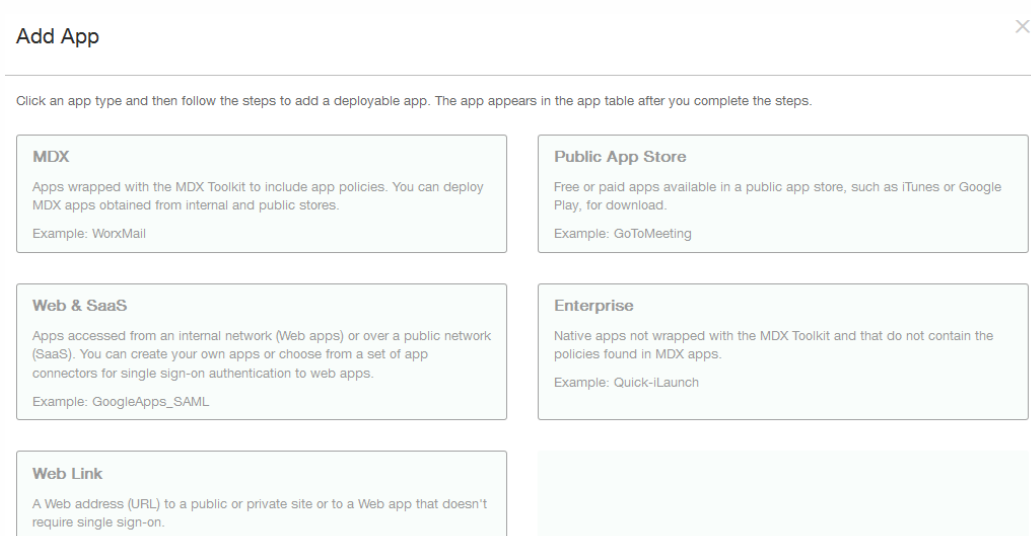 Add App
Click an app type and then follow the steps to add a deployable app. The app appears in the app table after you complete the steps.
MDX
Apps wrapped with the MDX Toolkit to include app policies. You can deploy
MDX apps obtained from internal and public stores.
Example: WorxMail
Public App Store
Free or paid apps available in a public app store, such as iTunes or Google
Play, for download.
Example: GoToMeeting
Web & SaaS
Apps accessed from an internal network (Web apps) or over a public network
(SaaS). You can create your own apps or choose from a set of app
connectors for single sign-on authentication to web apps.
Example: GoogleApps_SAML
Enterprise
Native apps not wrapped with the MDX Toolkit and that do not contain the
policies found in MDX apps.
Example: Quick-iLaunch
Web Link
A Web address (URL) to a public or private site or to a Web app that doesn't
require single sign-on.